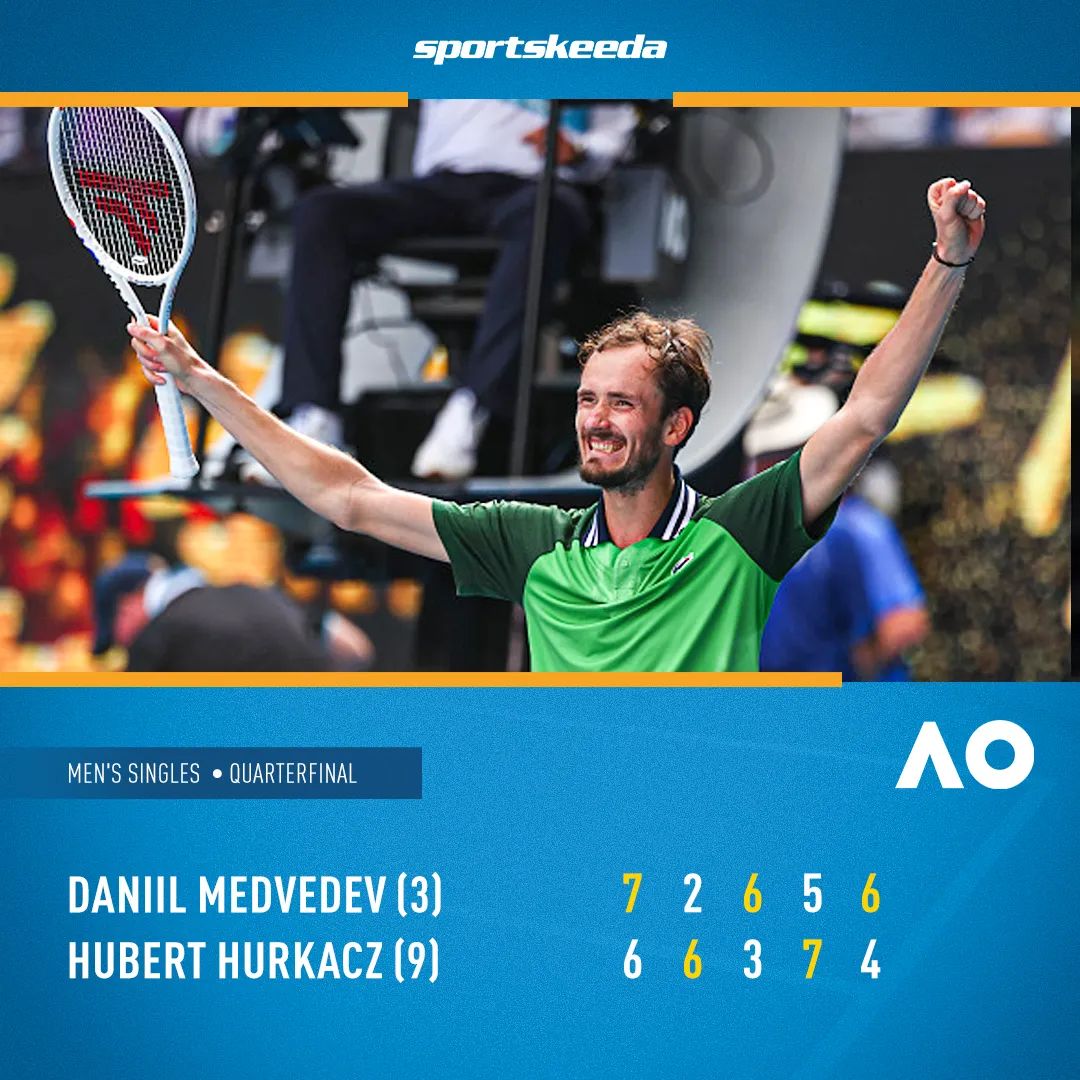 sportskeeda
MEN'S SINGLES • QUARTERFINAL
AO
DANIIL MEDVEDEV (3) 7 2 6 5 6
HUBERT HURKACZ (9) 6 6 3 7 4